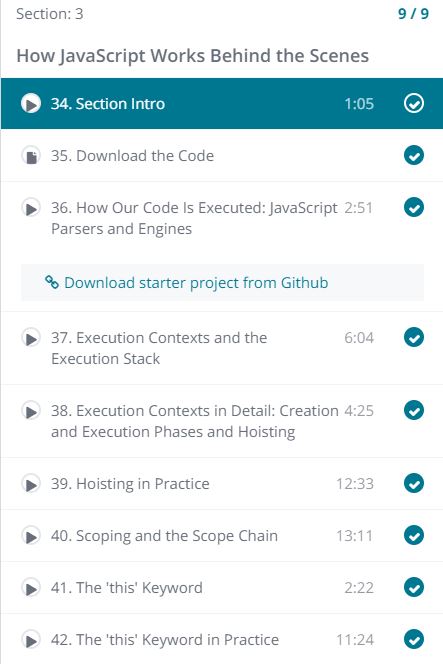 Section: 3
9 / 9
How JavaScript Works Behind the Scenes
34. Section Intro 1:05
35. Download the Code
36. How Our Code Is Executed: JavaScript 2:51
Parsers and Engines
Download starter project from Github
37. Execution Contexts and the 6:04
Execution Stack
38. Execution Contexts in Detail: Creation 4:25
and Execution Phases and Hoisting
39. Hoisting in Practice 12:33
40. Scoping and the Scope Chain 13:11
41. The 'this' Keyword 2:22
42. The 'this' Keyword in Practice 11:24